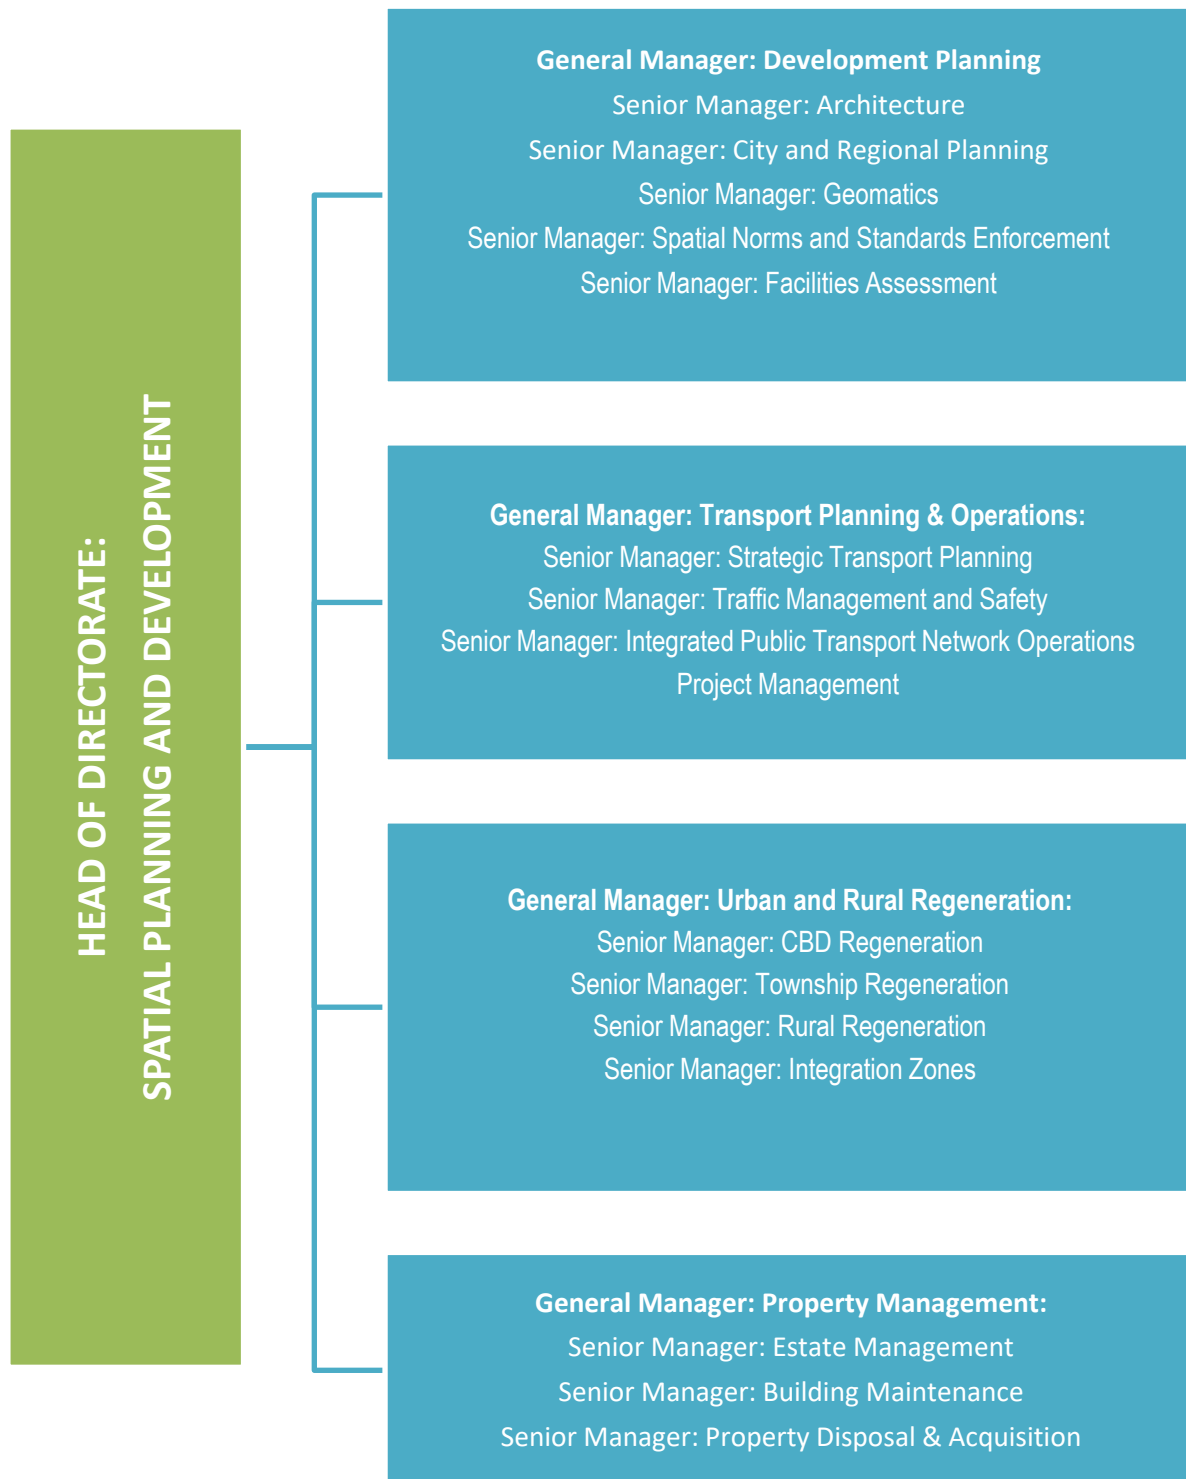 HEAD OF DIRECTORATE:
SPATIAL PLANNING AND DEVELOPMENT
General Manager: Development Planning
Senior Manager: Architecture
Senior Manager: City and Regional Planning
Senior Manager: Geomatics
Senior Manager: Spatial Norms and Standards Enforcement
Senior Manager: Facilities Assessment
General Manager: Transport Planning & Operations:
Senior Manager: Strategic Transport Planning
Senior Manager: Traffic Management and Safety
Senior Manager: Integrated Public Transport Network Operations
Project Management
General Manager: Urban and Rural Regeneration:
Senior Manager: CBD Regeneration
Senior Manager: Township Regeneration
Senior Manager: Rural Regeneration
Senior Manager: Integration Zones
General Manager: Property Management:
Senior Manager: Estate Management
Senior Manager: Building Maintenance
Senior Manager: Property Disposal & Acquisition